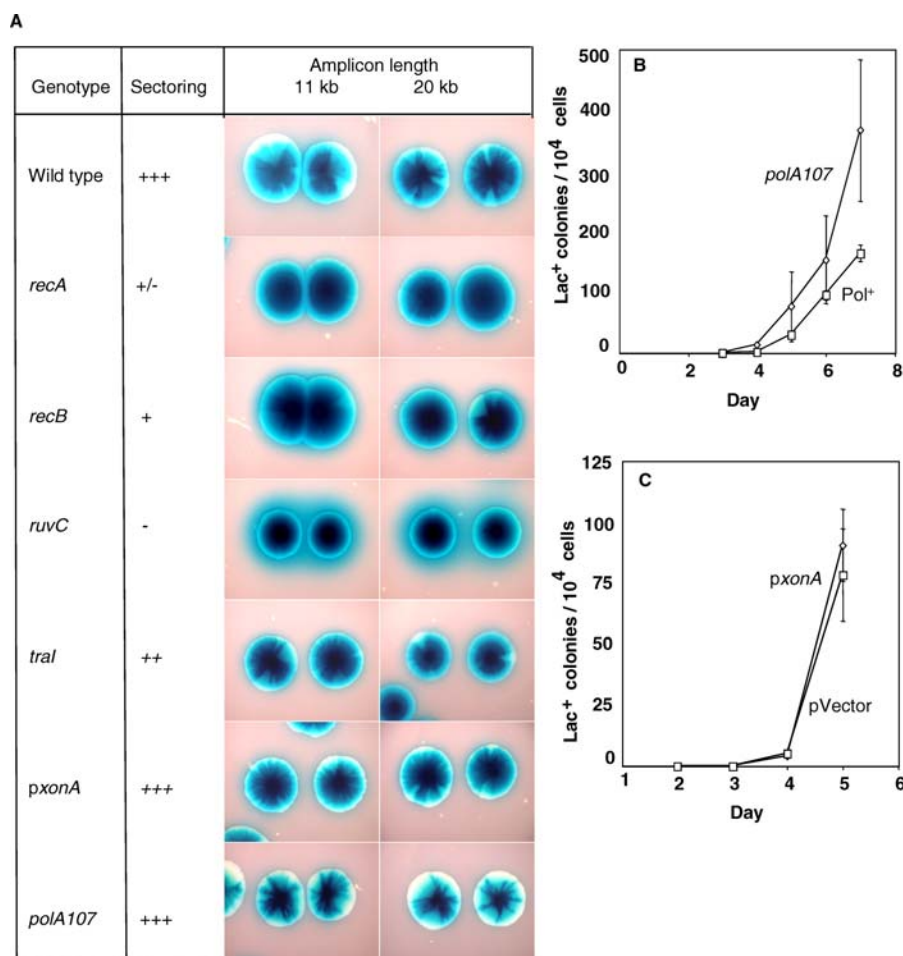 A
Genotype Sectoring Amplicon length
11 kb 20 kb
Wild type +++
recA +/-
recB +
ruvC -
traI ++
pxonA +++
polA107 +++
B
Lac+ colonies / 10^4 cells
500
400
300
200
100
0
polA107
Pol+
0 2 4 6 8
Day
C
Lac+ colonies / 10^4 cells
125
100
75
50
25
0
pxonA
pVector
1 2 3 4 5 6
Day